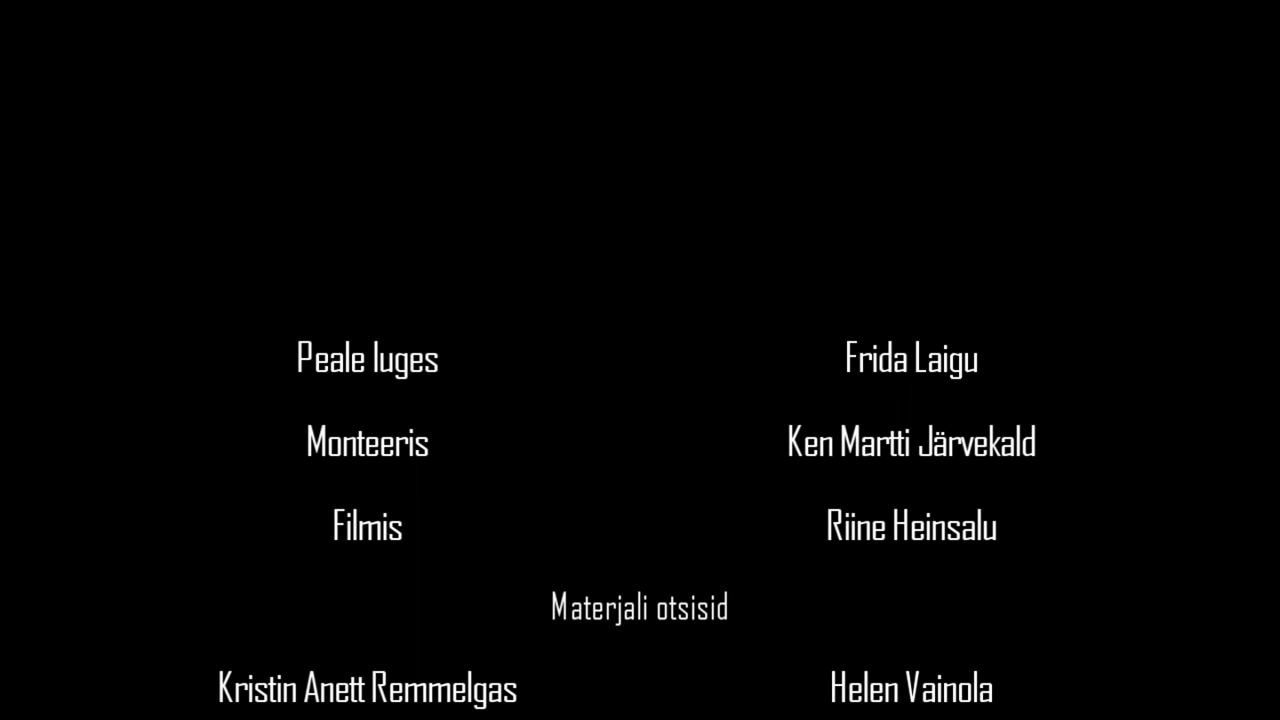 Peale luges Frida Laigu
Monteeris Ken Martti Järvekald
Filmis Riine Heinsalu
Materjali otsisid
Kristin Anett Remmelgas Helen Vainola